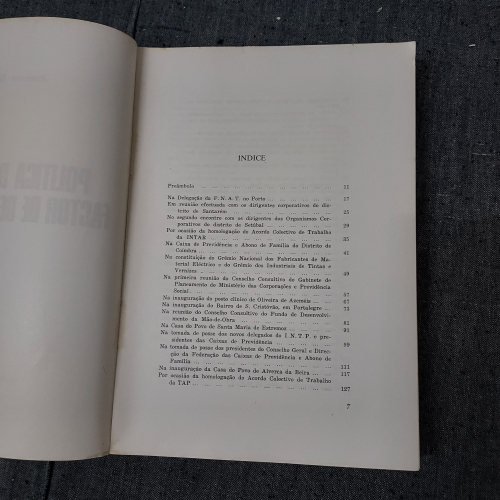 INDICE
Preâmbulo ... 11
Na Delegação da F. N. A. T. no Porto ... 17
Em reunião efectuada com os dirigentes corporativos do distrito de Santarém ... 25
No segundo encontro com os dirigentes dos Organismos Corporativos do distrito de Setúbal ... 29
Por ocasião da homologação do Acordo Colectivo de Trabalho da INTAR ... 35
Na Caixa de Previdência e Abono de Família do Distrito de Coimbra ... 41
Na constituição do Grémio Nacional dos Fabricantes de Material Eléctrico e do Grémio dos Industriais de Tintas e Vernizes ... 49
Na primeira reunião do Conselho Consultivo do Gabinete de Planeamento do Ministério das Corporações e Previdência Social ... 57
Na inauguração do posto clínico de Oliveira de Azeméis ... 67
Na inauguração do Bairro de S. Cristóvão, em Portalegre ... 73
Na reunião do Conselho Consultivo do Fundo de Desenvolvimento da Mão-de-Obra ... 81
Na Casa do Povo de Santa Maria de Estremoz ... 91
Na tomada de posse dos novos delegados do I. N. T. P. e presidentes das Caixas de Previdência ... 99
Na tomada de posse dos presidentes do Conselho Geral e Direcção da Federação das Caixas de Previdência e Abono de Família ... 111
Na inauguração da Casa do Povo de Alverca da Beira ... 117
Por ocasião da homologação do Acordo Colectivo de Trabalho da TAP ... 127
7